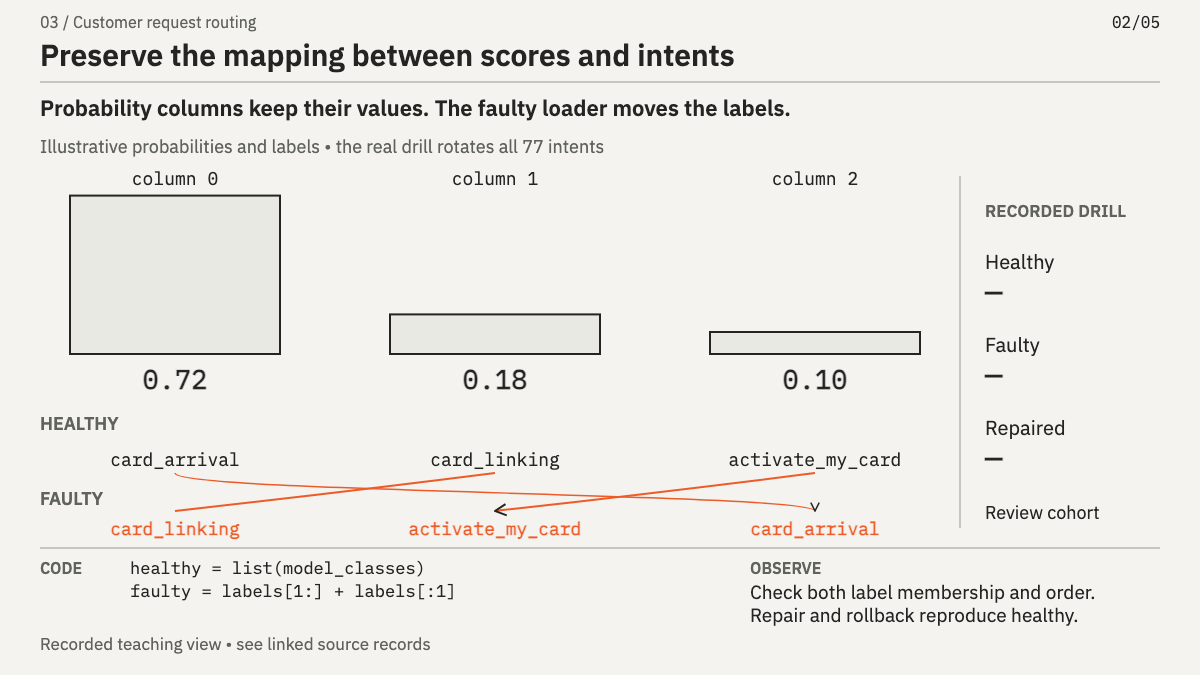 03 / Customer request routing
02/05
Preserve the mapping between scores and intents
Probability columns keep their values. The faulty loader moves the labels.
Illustrative probabilities and labels • the real drill rotates all 77 intents
column 0
column 1
column 2
0.72
0.18
0.10
HEALTHY
card_arrival
card_linking
activate_my_card
FAULTY
card_linking
activate_my_card
card_arrival
RECORDED DRILL
Healthy
—
Faulty
—
Repaired
—
Review cohort
CODE
healthy = list(model_classes)
faulty = labels[1:] + labels[:1]
OBSERVE
Check both label membership and order.
Repair and rollback reproduce healthy.
Recorded teaching view • see linked source records